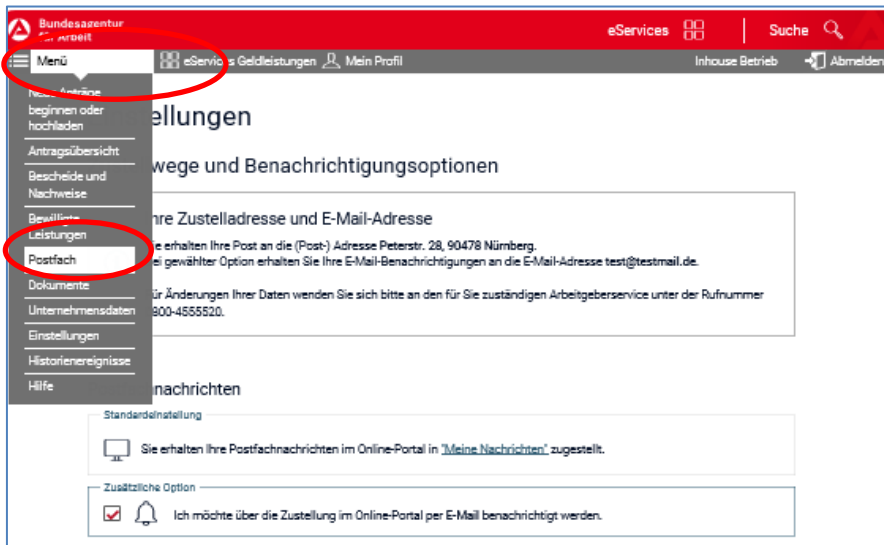 Bundesagentur
für Arbeit
eServices
Suche
Menü
eServices Geldleistungen
Mein Profil
Inhouse Betrieb
Abmelden
Neue Anträge
beginnen oder
hochladen
Antragsübersicht
Bescheide und
Nachweise
Bewilligte
Leistungen
Postfach
Dokumente
Unternehmensdaten
Einstellungen
Historienereignisse
Hilfe
ellungen
wege und Benachrichtigungsoptionen
hre Zustelladresse und E-Mail-Adresse
ie erhalten Ihre Post an die (Post-) Adresse Peterstr. 28, 90478 Nürnberg.
ei gewählter Option erhalten Sie Ihre E-Mail-Benachrichtigungen an die E-Mail-Adresse test@testmail.de.
ür Änderungen Ihrer Daten wenden Sie sich bitte an den für Sie zuständigen Arbeitgeberservice unter der Rufnummer
800-4555520.
nachrichten
Standardeinstellung
Sie erhalten Ihre Postfachnachrichten im Online-Portal in "Meine Nachrichten" zugestellt.
Zusätzliche Option
Ich möchte über die Zustellung im Online-Portal per E-Mail benachrichtigt werden.